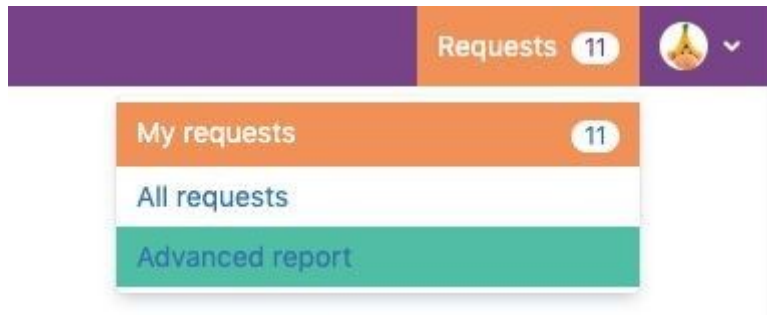 Requests 11
My requests 11
All requests
Advanced report